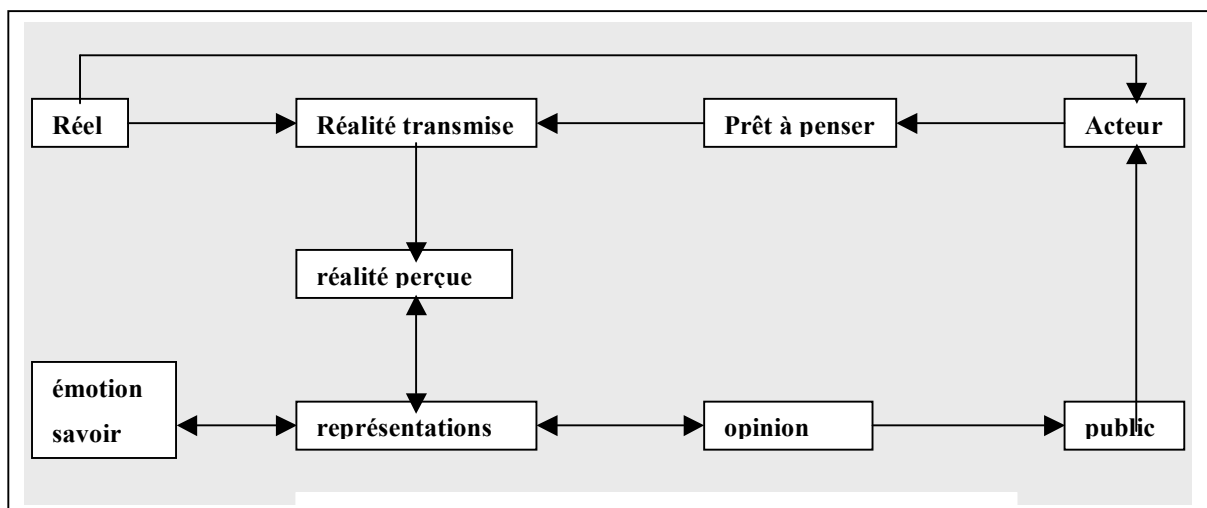 Réel
Réalité transmise
Prêt à penser
Acteur
réalité perçue
émotion
savoir
représentations
opinion
public